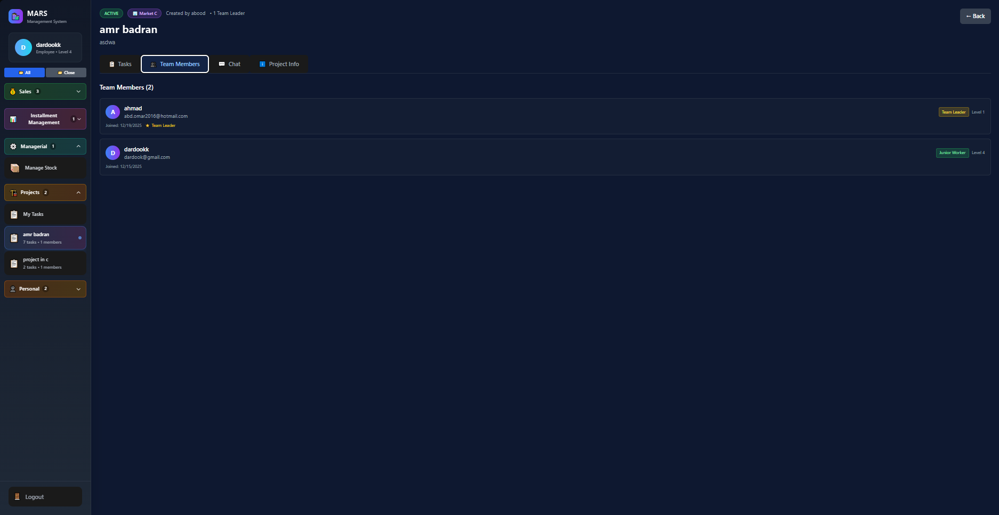 MARS
Management System
D
dardookk
Employee • Level 4
All
Close
Sales 3
Installment Management 1
Managerial 1
Manage Stock
Projects 2
My Tasks
amr badran
7 tasks • 1 members
project in c
2 tasks • 1 members
Personal 2
Logout
ACTIVE Market C Created by abood • 1 Team Leader
← Back
amr badran
asdwa
Tasks Team Members Chat Project Info
Team Members (2)
A
ahmad
abd.omar2016@hotmail.com
Joined: 12/19/2025 ★ Team Leader
Team Leader Level 1
D
dardookk
dardook@gmail.com
Joined: 12/15/2025
Junior Worker Level 4